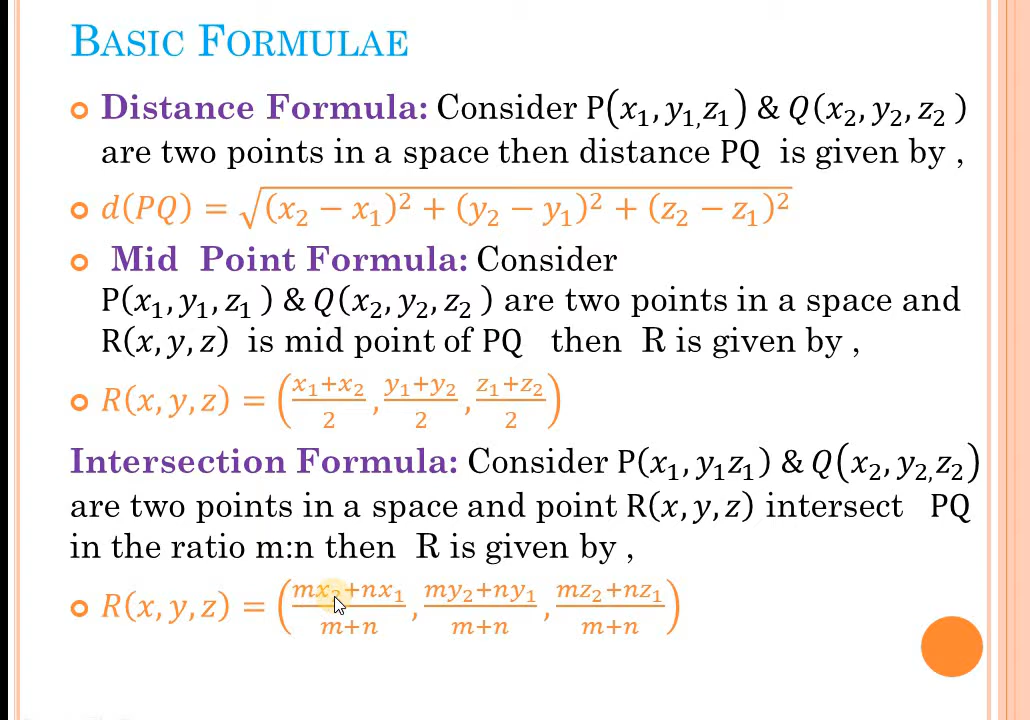 BASIC FORMULAE
Distance Formula: Consider P(x₁, y₁,z₁) & Q(x₂, y₂, z₂ )
are two points in a space then distance PQ is given by ,
d(PQ) = √(x₂ − x₁)² + (y₂ − y₁)² + (z₂ − z₁)²
Mid Point Formula: Consider
P(x₁, y₁, z₁ ) & Q(x₂, y₂, z₂ ) are two points in a space and
R(x, y, z) is mid point of PQ then R is given by ,
R(x, y, z) = (x₁+x₂/2, y₁+y₂/2, z₁+z₂/2)
Intersection Formula: Consider P(x₁, y₁z₁) & Q(x₂, y₂,z₂)
are two points in a space and point R(x, y, z) intersect PQ
in the ratio m:n then R is given by ,
R(x, y, z) = (mx₂+nx₁/m+n, my₂+ny₁/m+n, mz₂+nz₁/m+n)